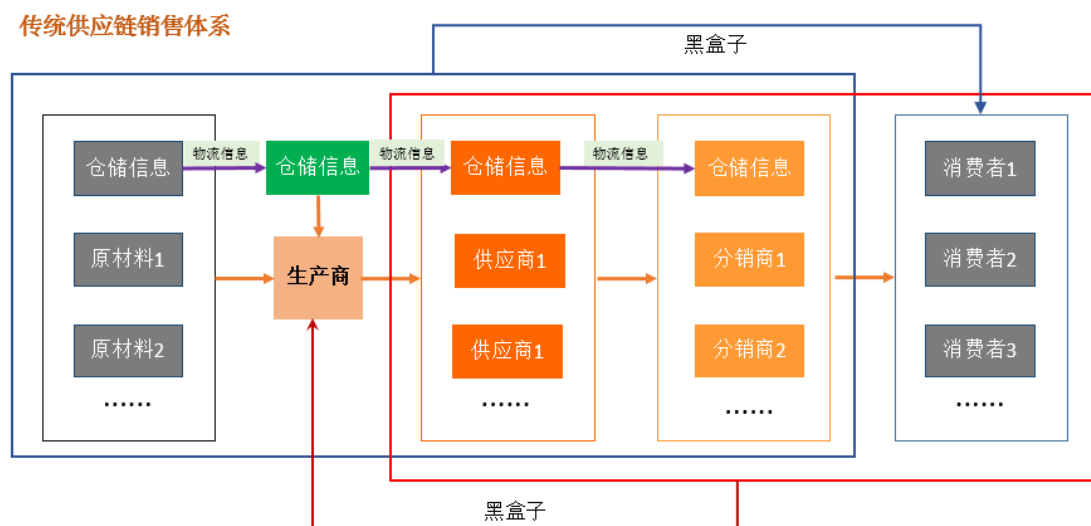 传统供应链销售体系
黑盒子
仓储信息
物流信息
仓储信息
物流信息
仓储信息
物流信息
仓储信息
消费者1
原材料1
生产商
供应商1
分销商1
消费者2
原材料2
供应商1
分销商2
消费者3
……
……
……
……
黑盒子